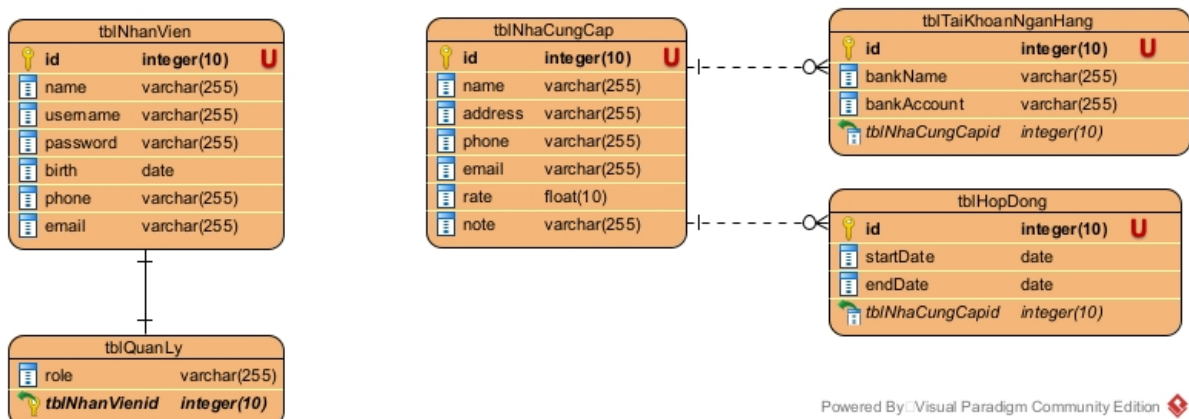 tblNhanVien
id integer(10) U
name varchar(255)
username varchar(255)
password varchar(255)
birth date
phone varchar(255)
email varchar(255)
tblQuanLy
role varchar(255)
tblNhanVienid integer(10)
tblNhaCungCap
id integer(10) U
name varchar(255)
address varchar(255)
phone varchar(255)
email varchar(255)
rate float(10)
note varchar(255)
tblTaiKhoanNganHang
id integer(10) U
bankName varchar(255)
bankAccount varchar(255)
tblNhaCungCapid integer(10)
tblHopDong
id integer(10) U
startDate date
endDate date
tblNhaCungCapid integer(10)
Powered By Visual Paradigm Community Edition